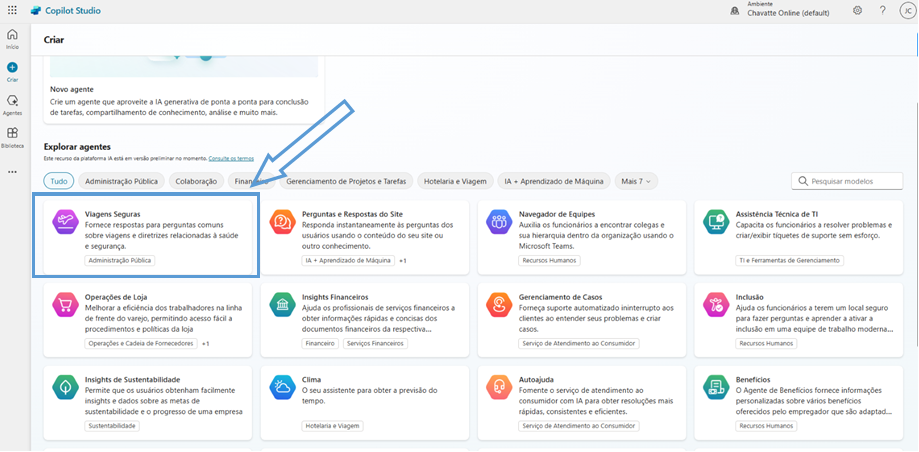 Copilot Studio
Ambiente
Chavatte Online (default)
?
JC
Início
Criar
Agentes
Biblioteca
Criar
Novo agente
Crie um agente que aproveite a IA generativa de ponta a ponta para conclusão
de tarefas, compartilhamento de conhecimento, análise e muito mais.
Explorar agentes
Este recurso da plataforma IA está em versão preliminar no momento. Consulte os termos
Tudo
Administração Pública
Colaboração
Gerenciamento de Projetos e Tarefas
Hotelaria e Viagem
IA + Aprendizado de Máquina
Mais 7
Pesquisar modelos
Viagens Seguras
Fornece respostas para perguntas comuns
sobre viagens e diretrizes relacionadas à saúde
e segurança.
Administração Pública
Perguntas e Respostas do Site
Responda instantaneamente às perguntas dos
usuários usando o conteúdo do seu site ou
outro conhecimento.
IA + Aprendizado de Máquina
+1
Navegador de Equipes
Auxilia os funcionários a encontrar colegas e
sua hierarquia dentro da organização usando o
Microsoft Teams.
Recursos Humanos
Assistência Técnica de TI
Capacita os funcionários a resolver problemas e
criar/exibir tíquetes de suporte sem esforço.
TI e Ferramentas de Gerenciamento
Operações de Loja
Melhorar a eficiência dos trabalhadores na linha
de frente do varejo, permitindo acesso fácil a
procedimentos e políticas da loja
Operações e Cadeia de Fornecedores
+1
Insights Financeiros
Ajuda os profissionais de serviços financeiros a
obter informações rápidas e concisas dos
documentos financeiros da respectiva...
Financeiro
Serviços Financeiros
Gerenciamento de Casos
Forneça suporte automatizado ininterrupto aos
clientes ao entender seus problemas e criar
casos.
Serviço de Atendimento ao Consumidor
Inclusão
Ajuda os funcionários a terem um local seguro
para fazer perguntas e aprender a ativar a
inclusão em uma equipe de trabalho moderna...
Recursos Humanos
Insights de Sustentabilidade
Permite que os usuários obtenham facilmente
insights e dados sobre as metas de
sustentabilidade e o progresso de uma empresa
Sustentabilidade
Clima
O seu assistente para obter a previsão do
tempo.
Hotelaria e Viagem
Autoajuda
Fomente o serviço de atendimento ao
consumidor com IA para obter resoluções mais
rápidas, consistentes e eficientes.
Serviço de Atendimento ao Consumidor
Benefícios
O Agente de Benefícios fornece informações
personalizadas sobre vários benefícios
oferecidos pelo empregador que são adaptad...
Recursos Humanos